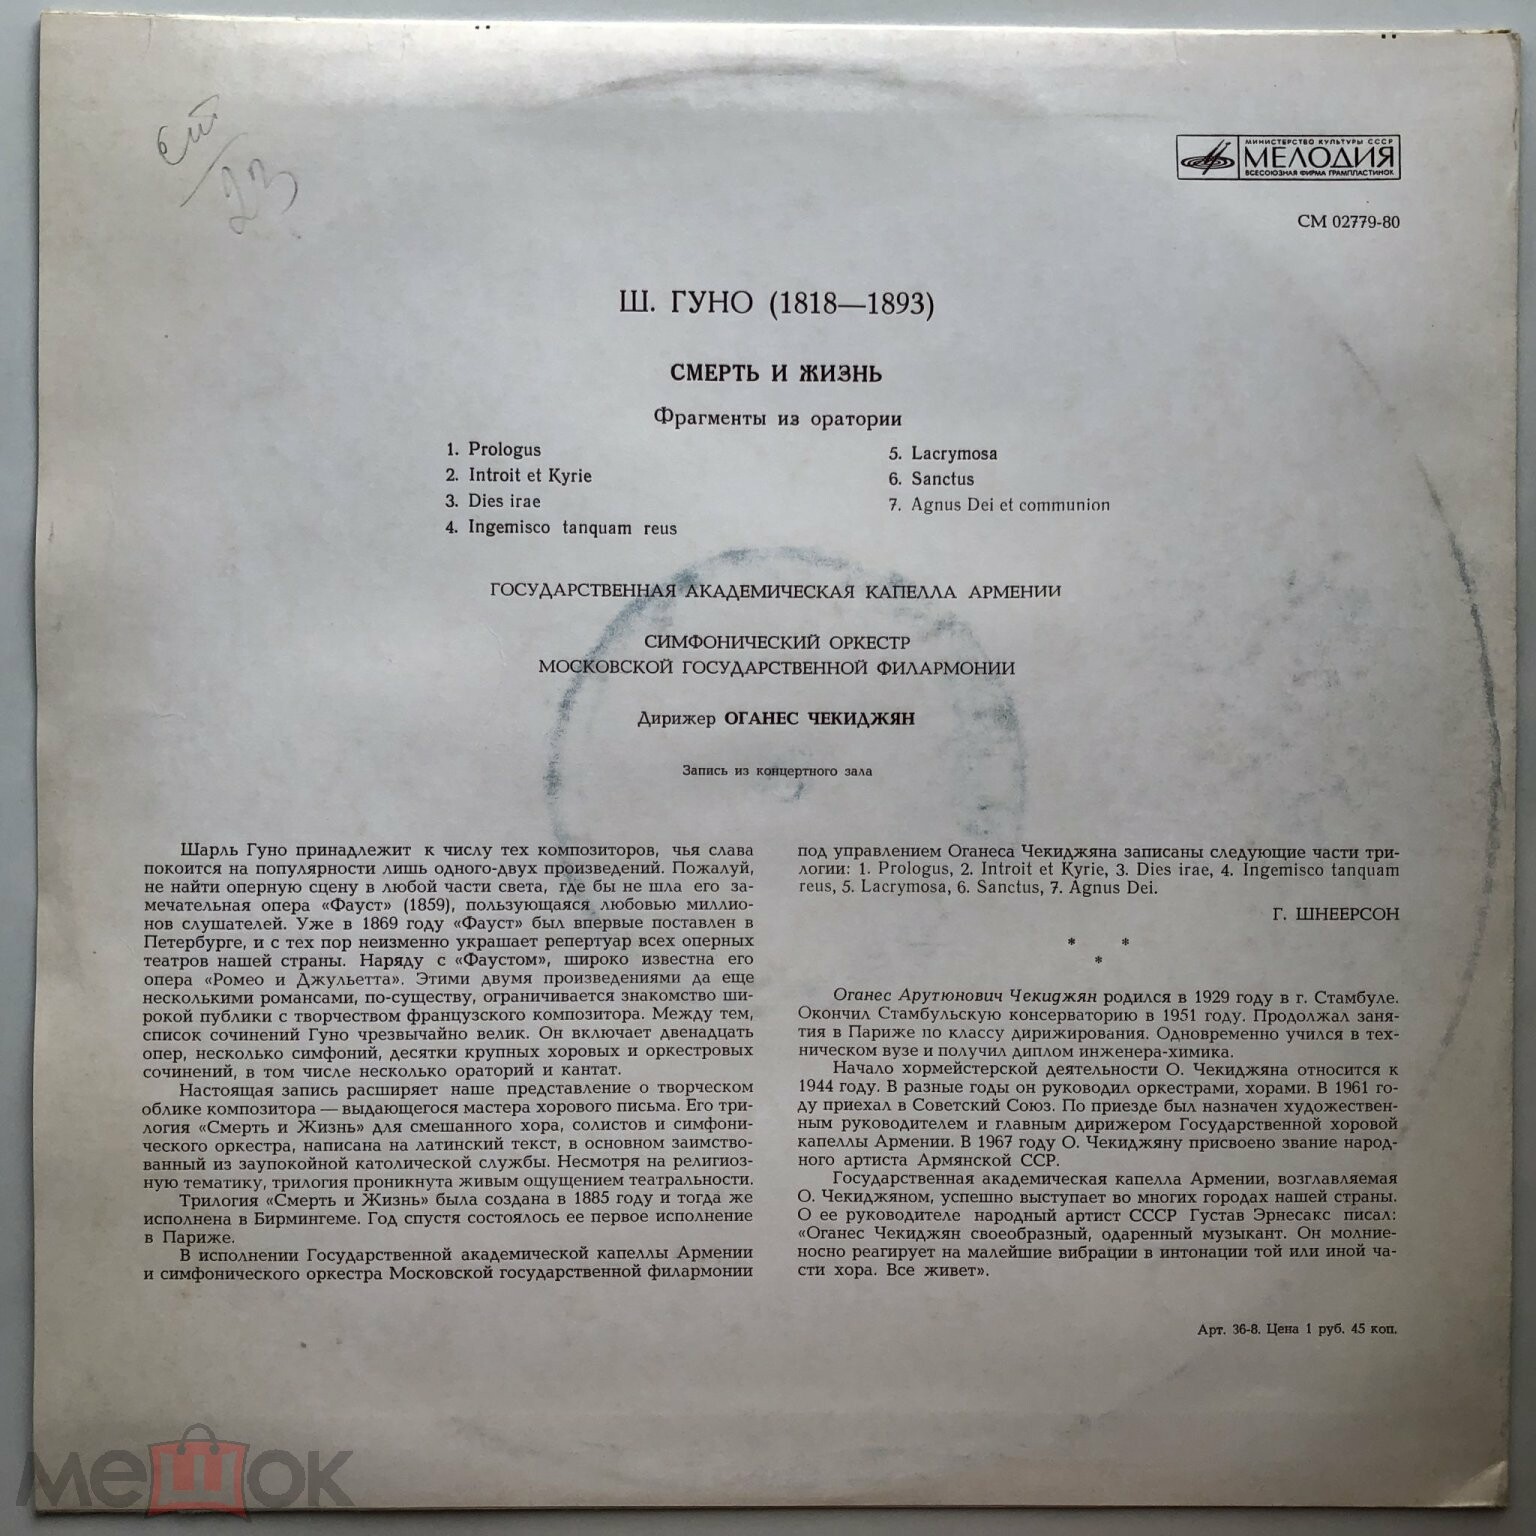 МИНИСТЕРСТВО КУЛЬТУРЫ СССР
МЕЛОДИЯ
ВСЕСОЮЗНАЯ ФИРМА ГРАМПЛАСТИНОК
СМ 02779-80
Ш. ГУНО (1818—1893)
СМЕРТЬ И ЖИЗНЬ
Фрагменты из оратории
1. Prologus
2. Introit et Kyrie
3. Dies irae
4. Ingemisco tanquam reus
5. Lacrymosa
6. Sanctus
7. Agnus Dei et communion
ГОСУДАРСТВЕННАЯ АКАДЕМИЧЕСКАЯ КАПЕЛЛА АРМЕНИИ
СИМФОНИЧЕСКИЙ ОРКЕСТР
МОСКОВСКОЙ ГОСУДАРСТВЕННОЙ ФИЛАРМОНИИ
Дирижер ОГАНЕС ЧЕКИДЖЯН
Запись из концертного зала
Шарль Гуно принадлежит к числу тех композиторов, чья слава
покоится на популярности лишь одного-двух произведений. Пожалуй,
не найти оперную сцену в любой части света, где бы не шла его за-
мечательная опера «Фауст» (1859), пользующаяся любовью миллио-
нов слушателей. Уже в 1869 году «Фауст» был впервые поставлен в
Петербурге, и с тех пор неизменно украшает репертуар всех оперных
театров нашей страны. Наряду с «Фаустом», широко известна его
опера «Ромео и Джульетта». Этими двумя произведениями да еще
несколькими романсами, по-существу, ограничивается знакомство ши-
рокой публики с творчеством французского композитора. Между тем,
список сочинений Гуно чрезвычайно велик. Он включает двенадцать
опер, несколько симфоний, десятки крупных хоровых и оркестровых
сочинений, в том числе несколько ораторий и кантат.
Настоящая запись расширяет наше представление о творческом
облике композитора — выдающегося мастера хорового письма. Его три-
логия «Смерть и Жизнь» для смешанного хора, солистов и симфони-
ческого оркестра, написана на латинский текст, в основном заимство-
ванный из заупокойной католической службы. Несмотря на религиоз-
ную тематику, трилогия проникнута живым ощущением театральности.
Трилогия «Смерть и Жизнь» была создана в 1885 году и тогда же
исполнена в Бирмингеме. Год спустя состоялось ее первое исполнение
в Париже.
В исполнении Государственной академической капеллы Армении
и симфонического оркестра Московской государственной филармонии
под управлением Оганеса Чекиджяна записаны следующие части три-
логии: 1. Prologus, 2. Introit et Kyrie, 3. Dies irae, 4. Ingemisco tanquam
reus, 5. Lacrymosa, 6. Sanctus, 7. Agnus Dei.
Г. ШНЕЕРСОН
* *
*
Оганес Арутюнович Чекиджян родился в 1929 году в г. Стамбуле.
Окончил Стамбульскую консерваторию в 1951 году. Продолжал заня-
тия в Париже по классу дирижирования. Одновременно учился в тех-
ническом вузе и получил диплом инженера-химика.
Начало хормейстерской деятельности О. Чекиджяна относится к
1944 году. В разные годы он руководил оркестрами, хорами. В 1961 го-
ду приехал в Советский Союз. По приезде был назначен художествен-
ным руководителем и главным дирижером Государственной хоровой
капеллы Армении. В 1967 году О. Чекиджяну присвоено звание народ-
ного артиста Армянской ССР.
Государственная академическая капелла Армении, возглавляемая
О. Чекиджяном, успешно выступает во многих городах нашей страны.
О ее руководителе народный артист СССР Густав Эрнесакс писал:
«Оганес Чекиджян своеобразный, одаренный музыкант. Он молние-
носно реагирует на малейшие вибрации в интонации той или иной ча-
сти хора. Все живет».
Арт. 36-8. Цена 1 руб. 45 коп.
мешок